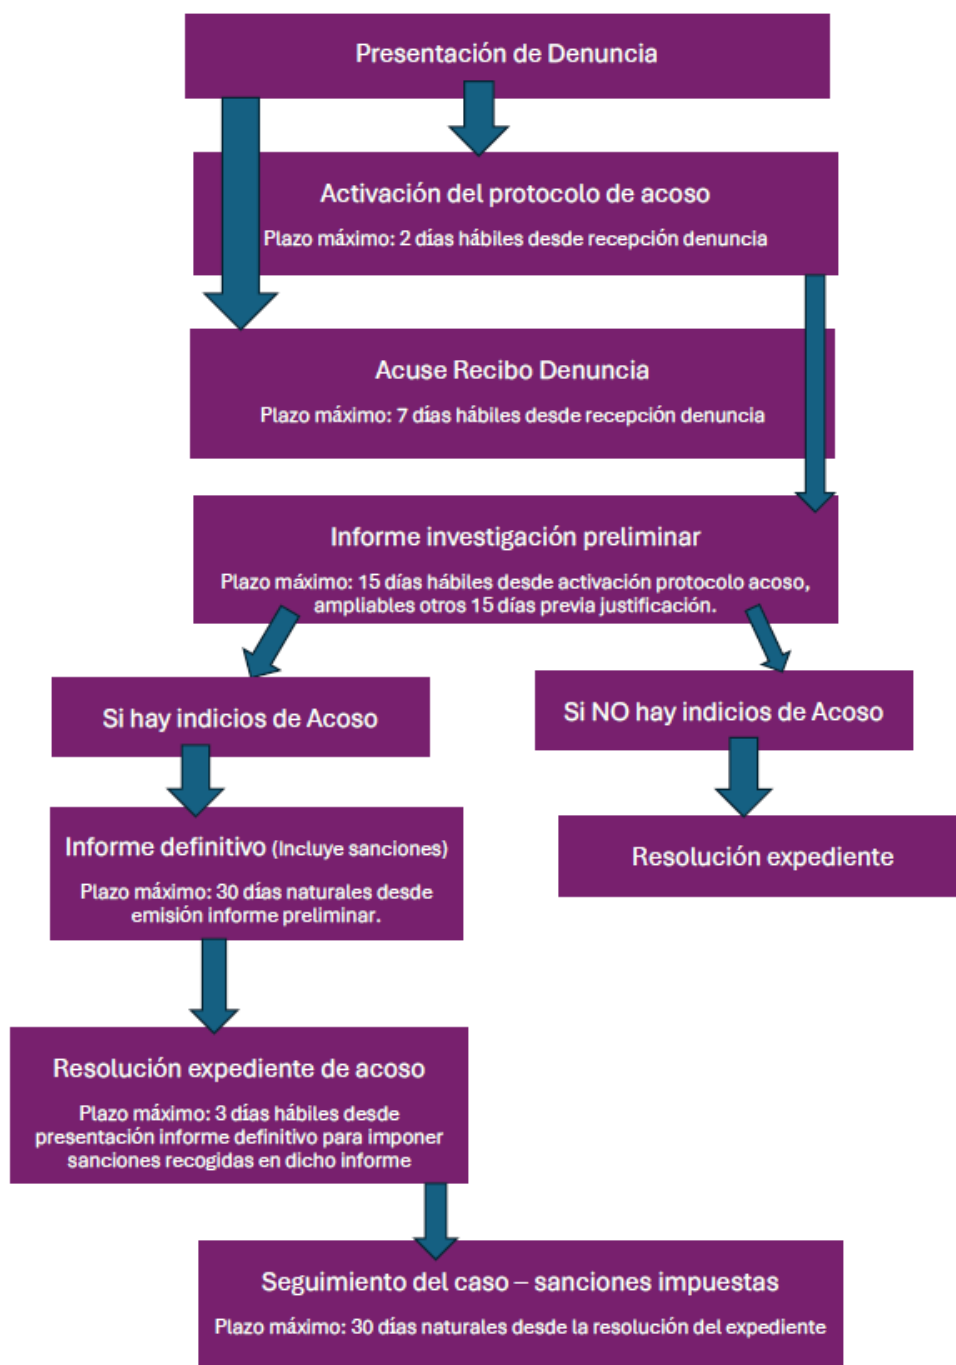 Presentación de Denuncia
Activación del protocolo de acoso
Plazo máximo: 2 días hábiles desde recepción denuncia
Acuse Recibo Denuncia
Plazo máximo: 7 días hábiles desde recepción denuncia
Informe investigación preliminar
Plazo máximo: 15 días hábiles desde activación protocolo acoso,
ampliables otros 15 días previa justificación.
Si hay indicios de Acoso
Si NO hay indicios de Acoso
Informe definitivo (Incluye sanciones)
Plazo máximo: 30 días naturales desde
emisión informe preliminar.
Resolución expediente
Resolución expediente de acoso
Plazo máximo: 3 días hábiles desde
presentación informe definitivo para imponer
sanciones recogidas en dicho informe
Seguimiento del caso – sanciones impuestas
Plazo máximo: 30 días naturales desde la resolución del expediente